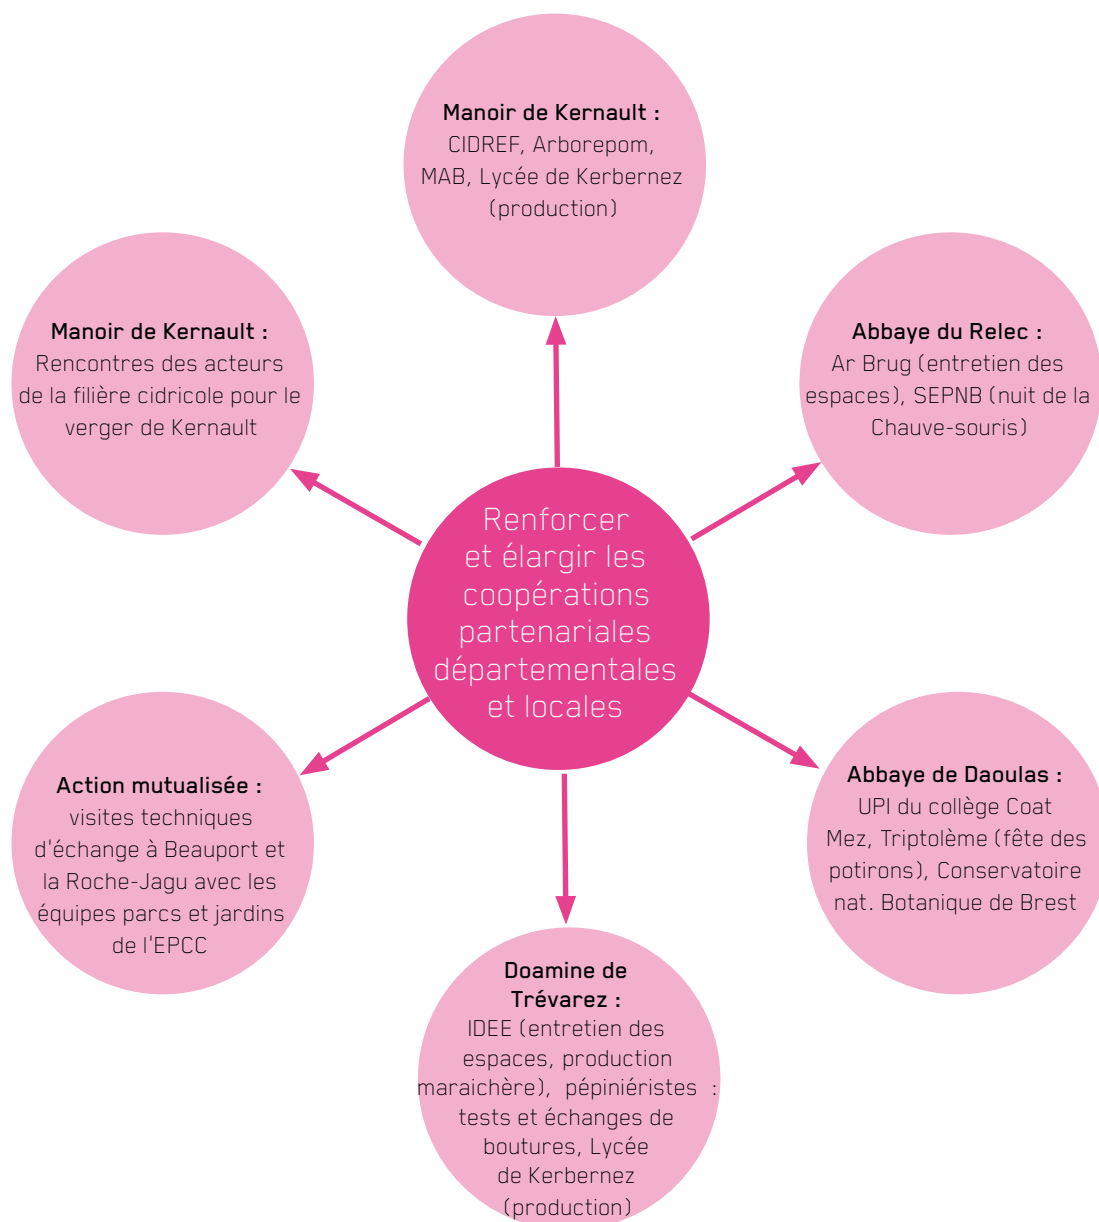 Manoir de Kernault :
CIDREF, Arborepom,
MAB, Lycée de Kerbernez
(production)
Manoir de Kernault :
Rencontres des acteurs
de la filière cidricole pour le
verger de Kernault
Abbaye du Relec :
Ar Brug (entretien des
espaces), SEPNB (nuit de la
Chauve-souris)
Renforcer
et élargir les
coopérations
partenariales
départementales
et locales
Action mutualisée :
visites techniques
d'échange à Beauport et
la Roche-Jagu avec les
équipes parcs et jardins
de l'EPCC
Abbaye de Daoulas :
UPI du collège Coat
Mez, Triptolème (fête des
potirons), Conservatoire
nat. Botanique de Brest
Doamine de
Trévarez :
IDEE (entretien des
espaces, production
maraichère), pépiniéristes :
tests et échanges de
boutures, Lycée
de Kerbernez
(production)